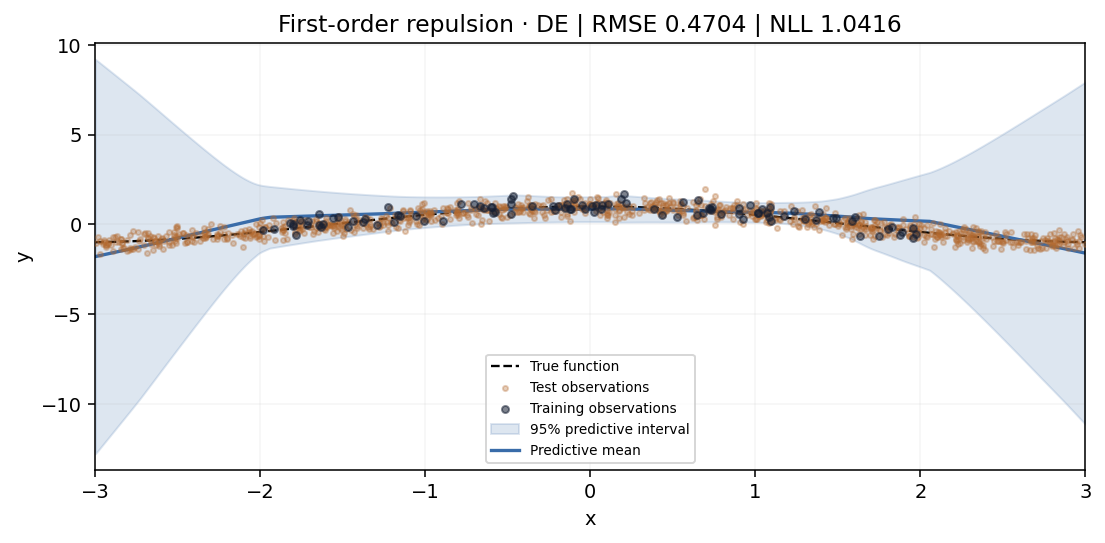 First-order repulsion · DE | RMSE 0.4704 | NLL 1.0416
10
5
0
−5
−10
y
True function
Test observations
Training observations
95% predictive interval
Predictive mean
−3 −2 −1 0 1 2 3
x